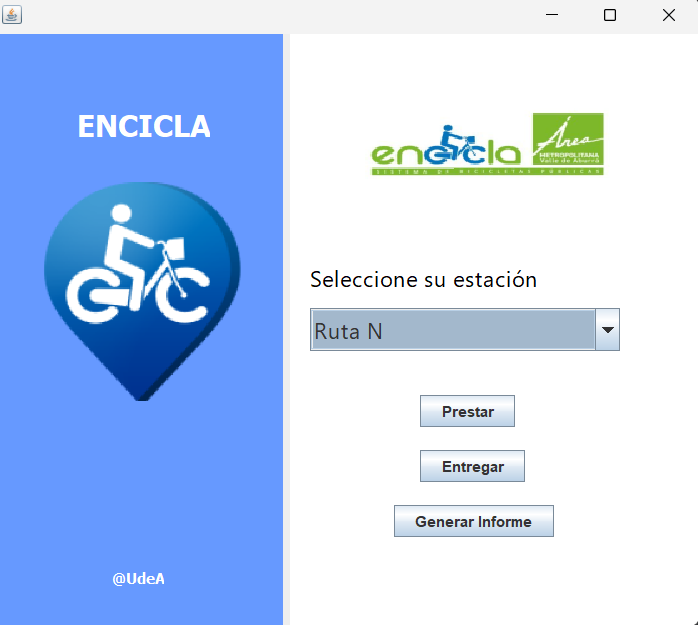 ENCICLA
@UdeA
encicla
Área
METROPOLITANA
Valle de Aburrá
SISTEMA DE BICICLETAS PÚBLICAS
Seleccione su estación
Ruta N
Prestar
Entregar
Generar Informe